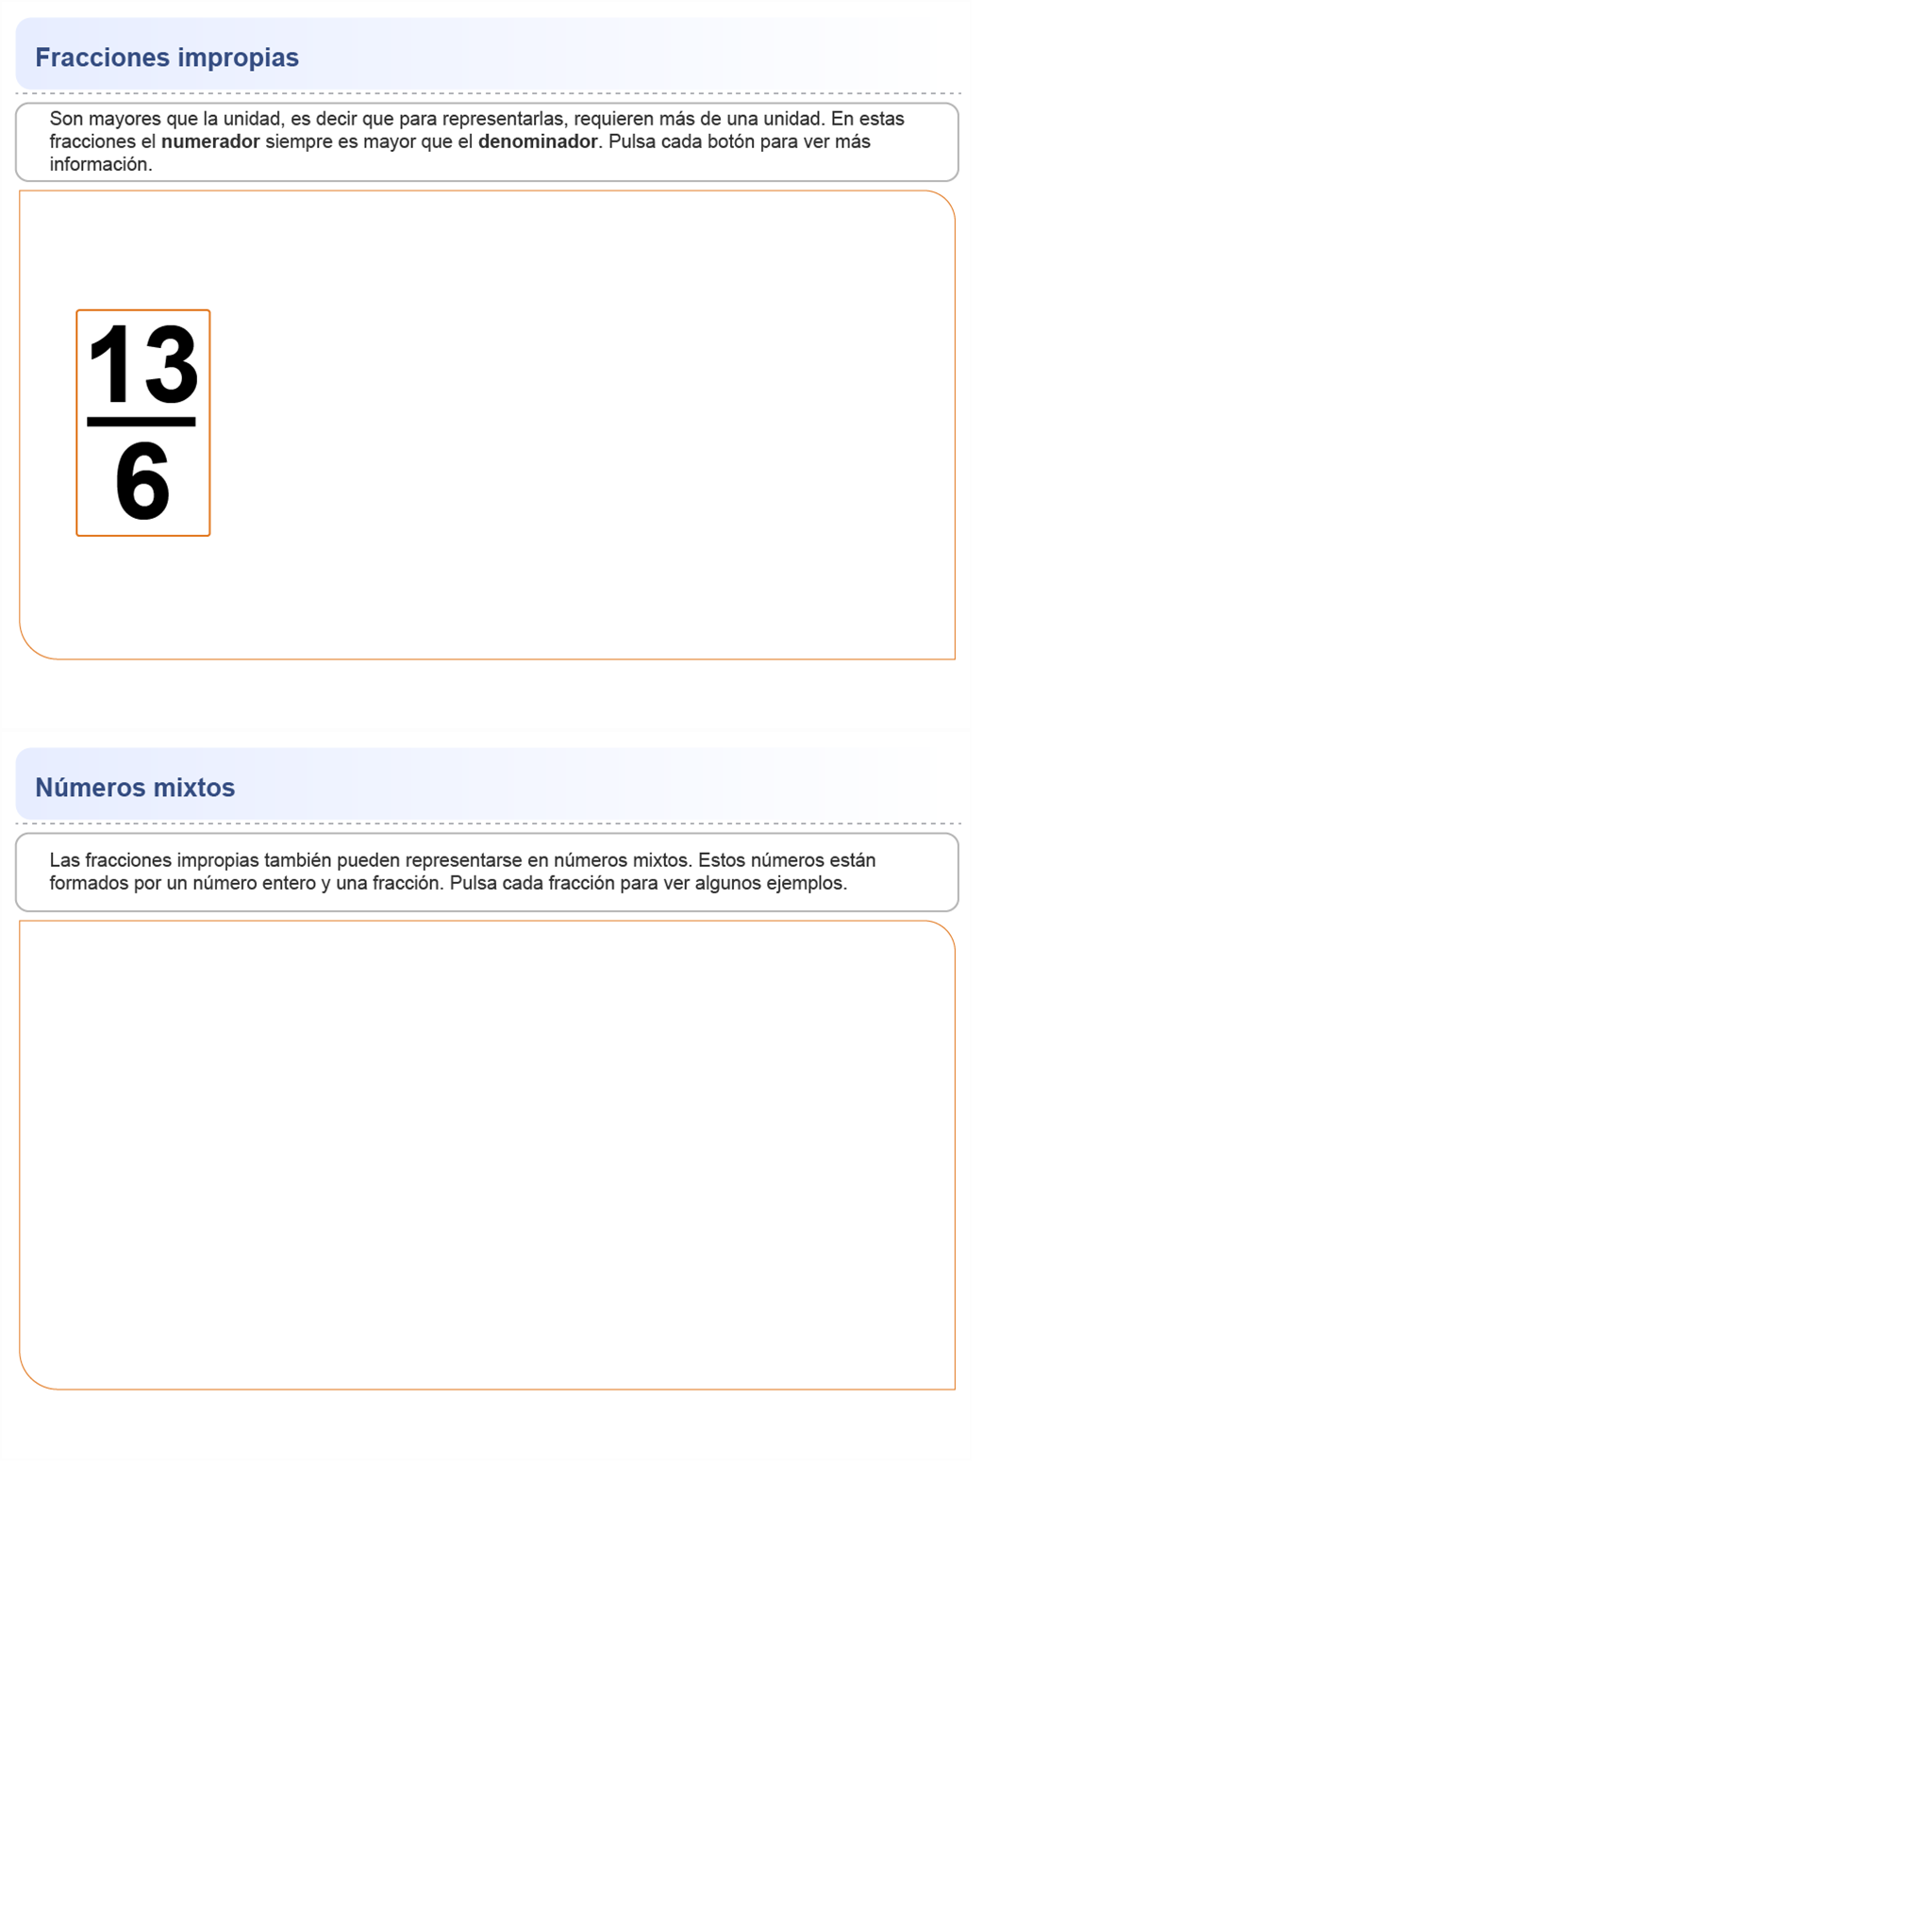 Fracciones impropias
Son mayores que la unidad, es decir que para representarlas, requieren más de una unidad. En estas
fracciones el numerador siempre es mayor que el denominador. Pulsa cada botón para ver más
información.
13
6
Números mixtos
Las fracciones impropias también pueden representarse en números mixtos. Estos números están
formados por un número entero y una fracción. Pulsa cada fracción para ver algunos ejemplos.